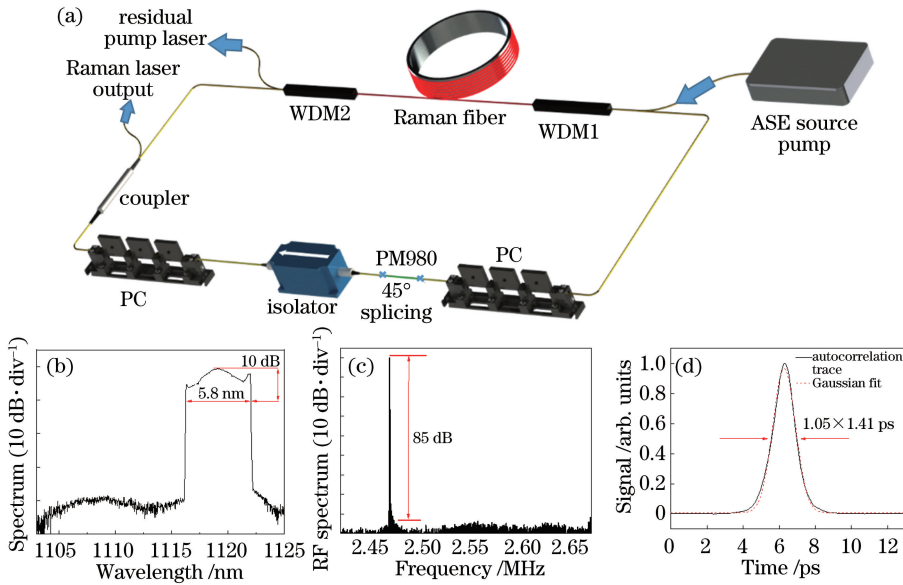 (a)
residual
pump laser
Raman laser
output
WDM2
Raman fiber
WDM1
ASE source
pump
coupler
PC
isolator
PM980
45°
splicing
PC
(b)
Spectrum (10 dB·div⁻¹)
10 dB
5.8 nm
1105 1110 1115 1120 1125
Wavelength /nm
(c)
RF spectrum (10 dB·div⁻¹)
85 dB
2.45 2.50 2.55 2.60 2.65
Frequency /MHz
(d)
Signal /arb. units
1.0
0.8
0.6
0.4
0.2
0
autocorrelation
trace
Gaussian fit
1.05×1.41 ps
0 2 4 6 8 10 12
Time /ps